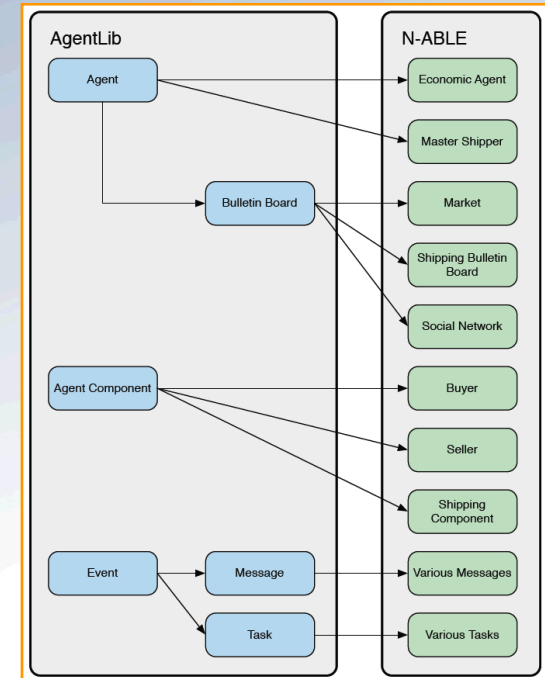 AgentLib
N-ABLE
Agent
Economic Agent
Master Shipper
Bulletin Board
Market
Shipping Bulletin
Board
Social Network
Agent Component
Buyer
Seller
Shipping
Component
Event
Message
Various Messages
Task
Various Tasks